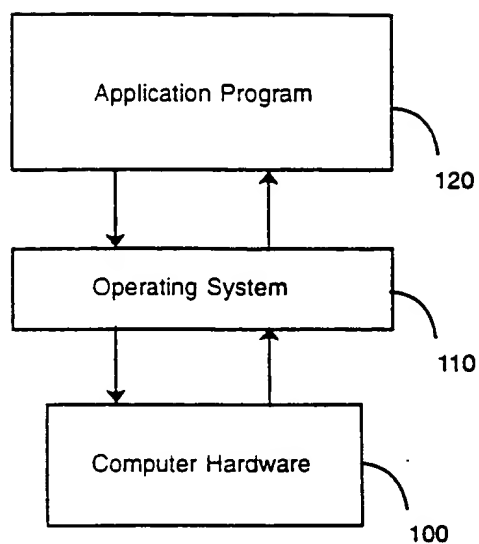 Application Program
120
Operating System
110
Computer Hardware
100